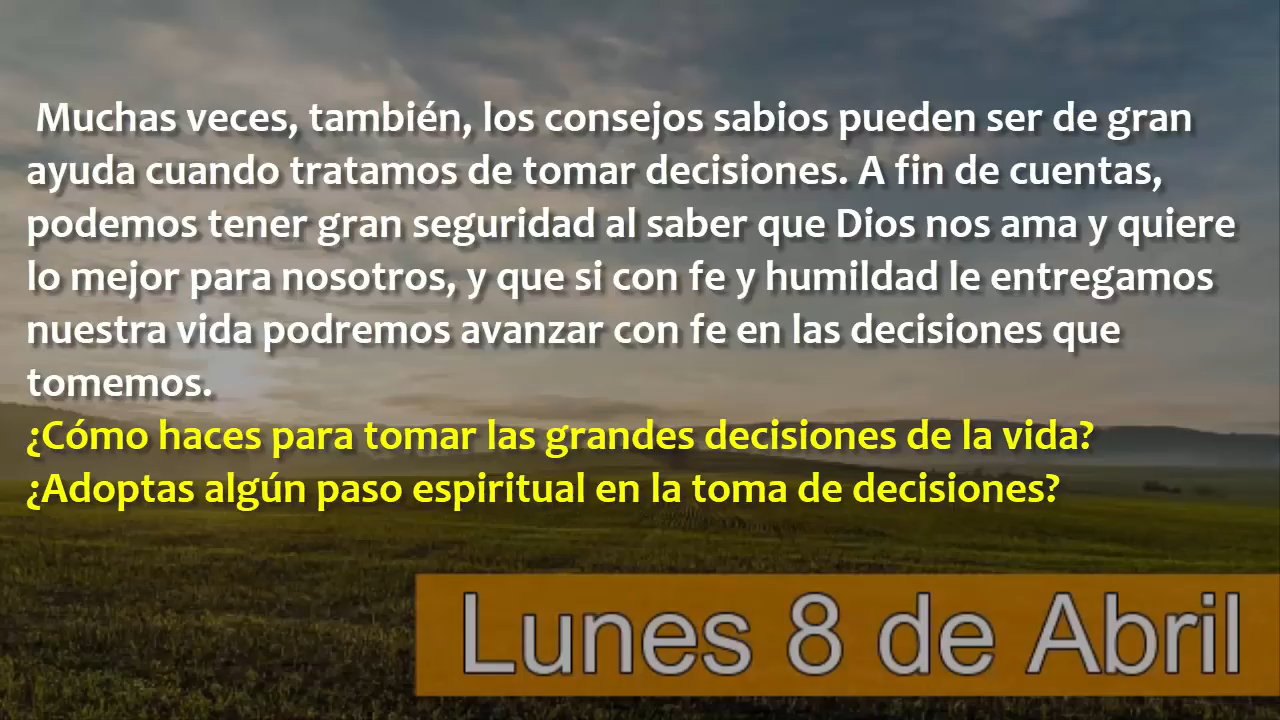 Muchas veces, también, los consejos sabios pueden ser de gran
ayuda cuando tratamos de tomar decisiones. A fin de cuentas,
podemos tener gran seguridad al saber que Dios nos ama y quiere
lo mejor para nosotros, y que si con fe y humildad le entregamos
nuestra vida podremos avanzar con fe en las decisiones que
tomemos.
¿Cómo haces para tomar las grandes decisiones de la vida?
¿Adoptas algún paso espiritual en la toma de decisiones?
Lunes 8 de Abril